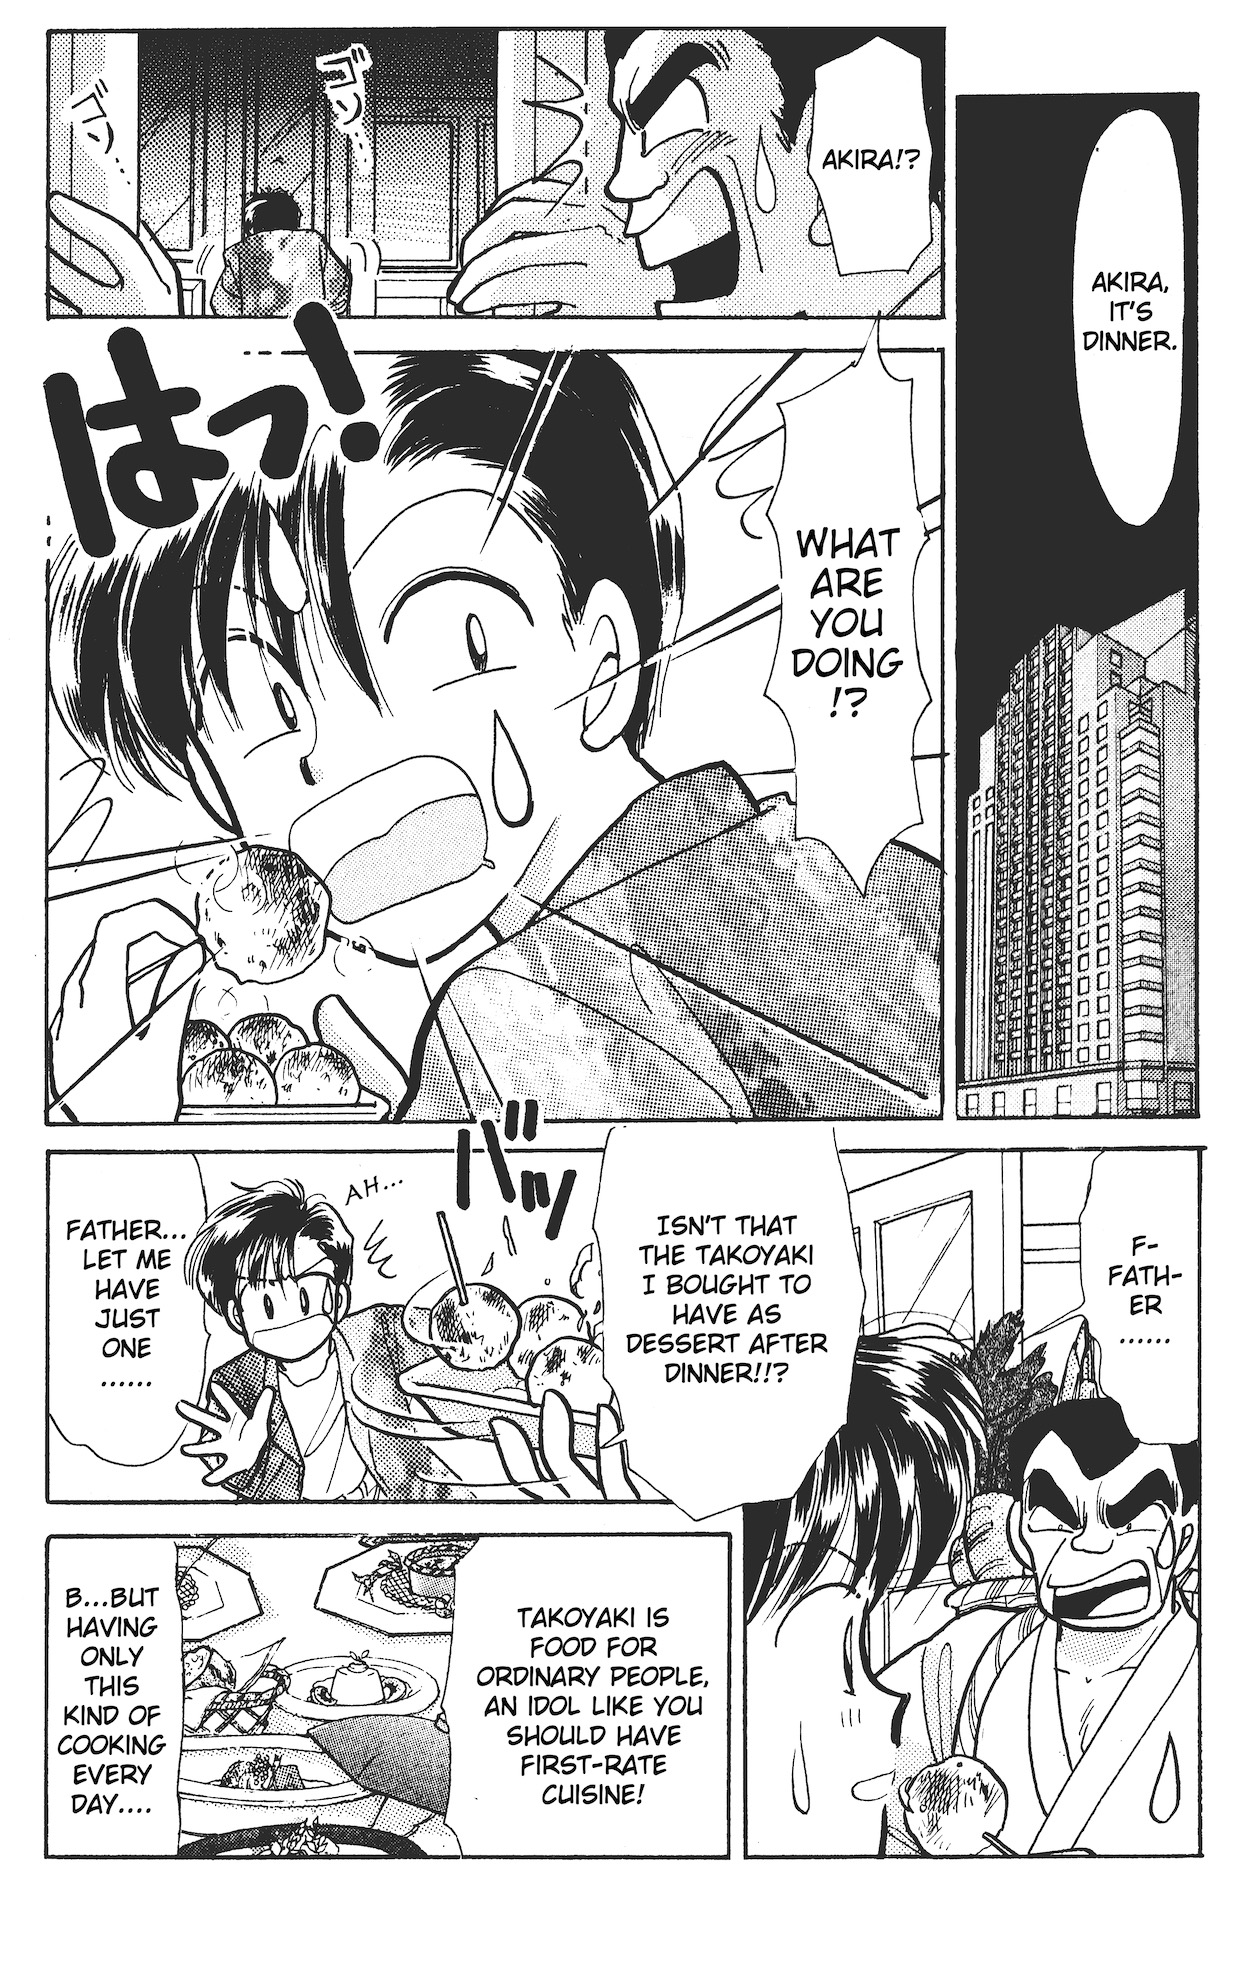 AKIRA,
IT'S
DINNER.
AKIRA!?
ゴン…
ゴン…
WHAT
ARE
YOU
DOING
!?
はっ!
F-
FATH-
ER
......
ISN'T THAT
THE TAKOYAKI
I BOUGHT TO
HAVE AS
DESSERT AFTER
DINNER!!?
バッ
AH...
FATHER...
LET ME
HAVE
JUST
ONE
......
TAKOYAKI IS
FOOD FOR
ORDINARY PEOPLE,
AN IDOL LIKE YOU
SHOULD HAVE
FIRST-RATE
CUISINE!
B...BUT
HAVING
ONLY
THIS
KIND OF
COOKING
EVERY
DAY....